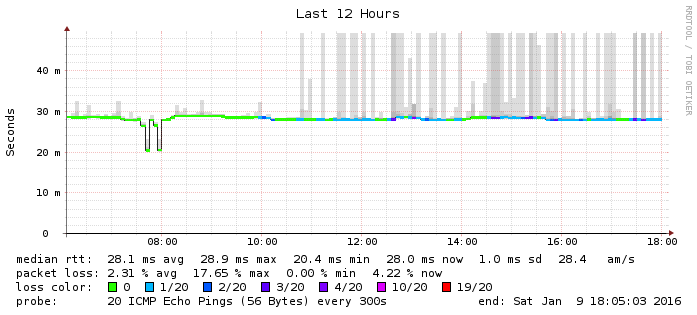 Last 12 Hours
RRDTOOL / TOBI OETIKER
Seconds
40 m
30 m
20 m
10 m
0
08:00 10:00 12:00 14:00 16:00 18:00
median rtt: 28.1 ms avg 28.9 ms max 20.4 ms min 28.0 ms now 1.0 ms sd 28.4 am/s
packet loss: 2.31 % avg 17.65 % max 0.00 % min 4.22 % now
loss color: 0 1/20 2/20 3/20 4/20 10/20 19/20
probe: 20 ICMP Echo Pings (56 Bytes) every 300s end: Sat Jan 9 18:05:03 2016